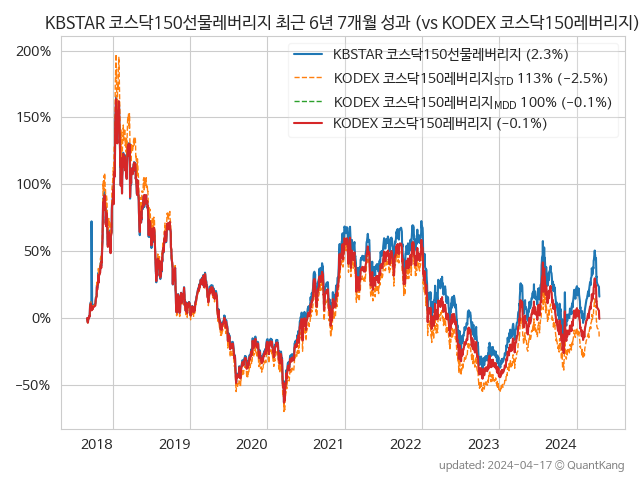 KBSTAR 코스닥150선물레버리지 최근 6년 7개월 성과 (vs KODEX 코스닥150레버리지)
KBSTAR 코스닥150선물레버리지 (2.3%)
KODEX 코스닥150레버리지STD 113% (−2.5%)
KODEX 코스닥150레버리지MDD 100% (−0.1%)
KODEX 코스닥150레버리지 (−0.1%)
200%
150%
100%
50%
0%
−50%
2018 2019 2020 2021 2022 2023 2024
updated: 2024-04-17 © QuantKang